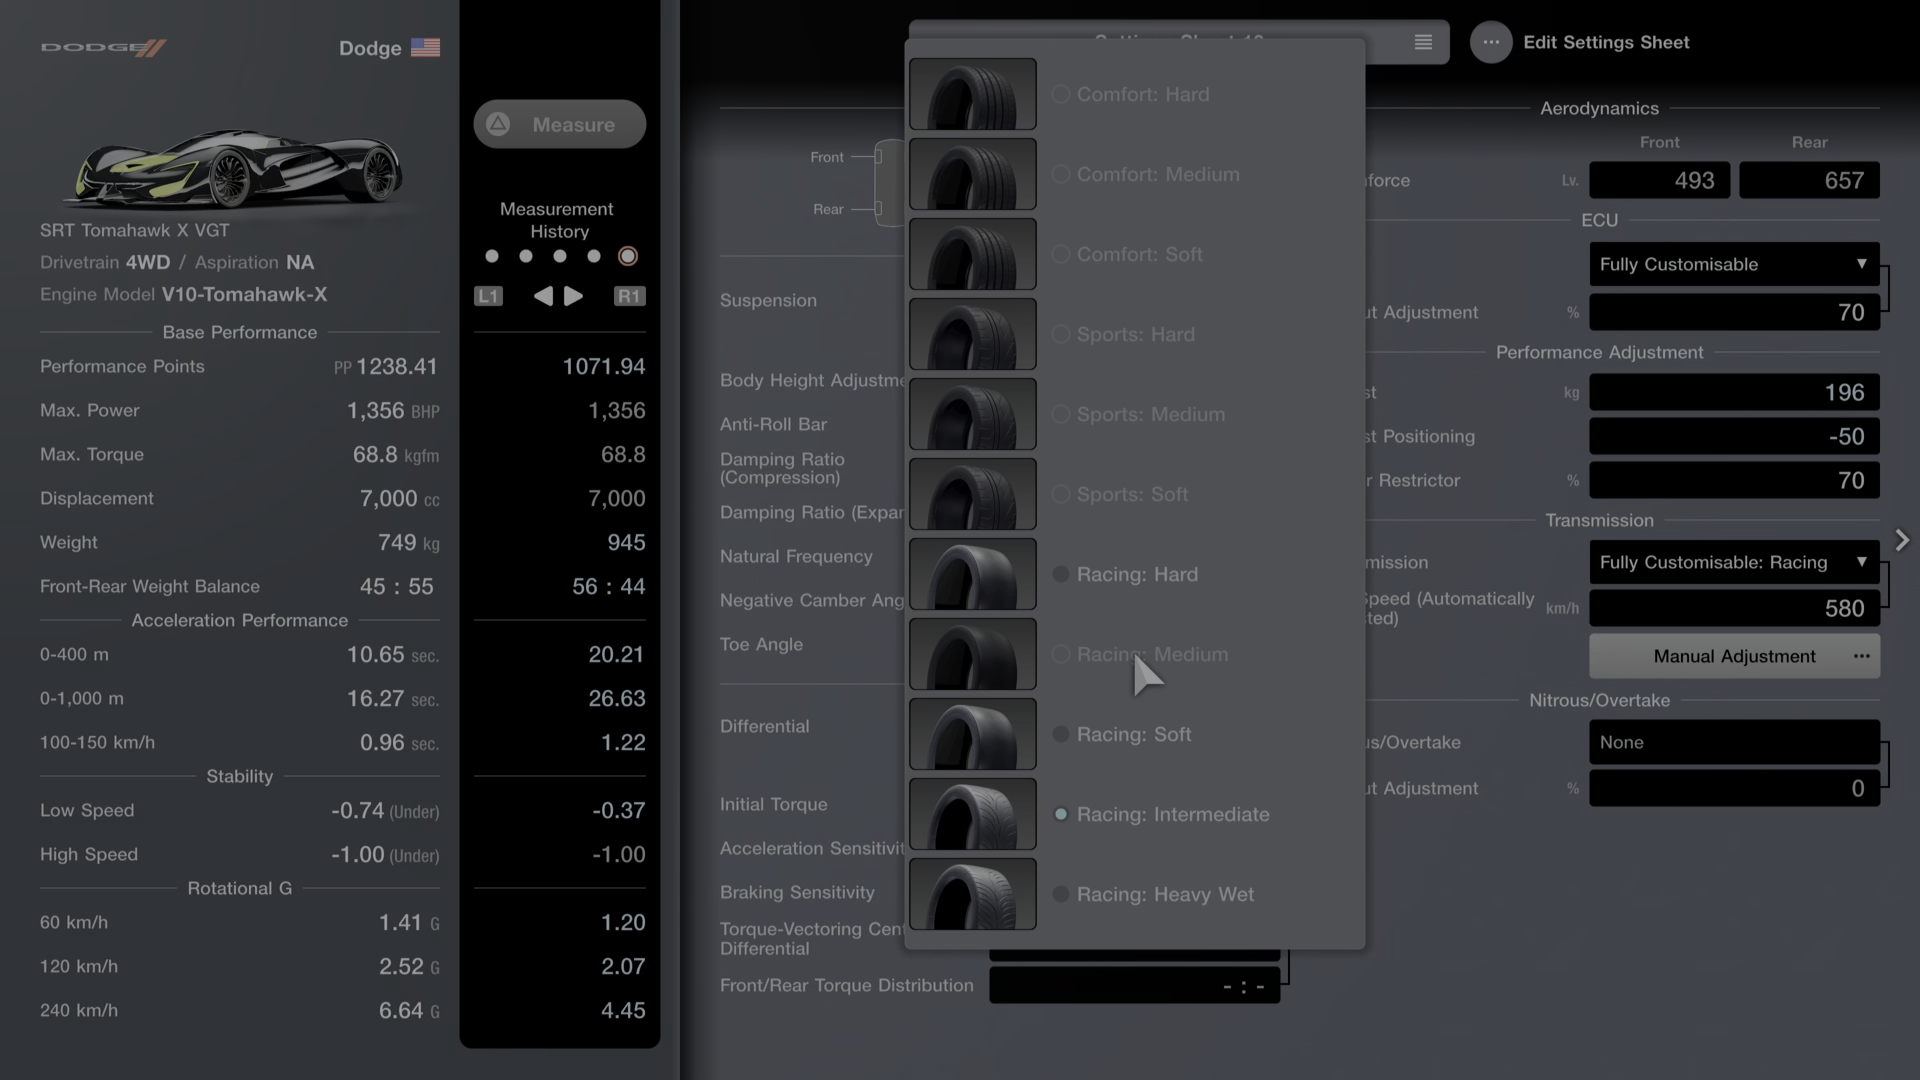 DODGE
Dodge
SRT Tomahawk X VGT
Drivetrain 4WD / Aspiration NA
Engine Model V10-Tomahawk-X
Base Performance
Performance Points PP 1238.41
Max. Power 1,356 BHP
Max. Torque 68.8 kgfm
Displacement 7,000 cc
Weight 749 kg
Front-Rear Weight Balance 45 : 55
Acceleration Performance
0-400 m 10.65 sec.
0-1,000 m 16.27 sec.
100-150 km/h 0.96 sec.
Stability
Low Speed -0.74 (Under)
High Speed -1.00 (Under)
Rotational G
60 km/h 1.41 G
120 km/h 2.52 G
240 km/h 6.64 G
Measure
Measurement
History
L1 R1
1071.94
1,356
68.8
7,000
945
56 : 44
20.21
26.63
1.22
-0.37
-1.00
1.20
2.07
4.45
Edit Settings Sheet
Front
Rear
Suspension
Body Height Adjustme
Anti-Roll Bar
Damping Ratio
(Compression)
Damping Ratio (Expan
Natural Frequency
Negative Camber Ang
Toe Angle
Differential
Initial Torque
Acceleration Sensitivit
Braking Sensitivity
Torque-Vectoring Cent
Differential
Front/Rear Torque Distribution - : -
Comfort: Hard
Comfort: Medium
Comfort: Soft
Sports: Hard
Sports: Medium
Sports: Soft
Racing: Hard
Racing: Medium
Racing: Soft
Racing: Intermediate
Racing: Heavy Wet
Aerodynamics
Front Rear
nforce Lv. 493 657
ECU
Fully Customisable
ut Adjustment % 70
Performance Adjustment
st kg 196
st Positioning -50
r Restrictor % 70
Transmission
mission Fully Customisable: Racing
Speed (Automatically
sted) km/h 580
Manual Adjustment
Nitrous/Overtake
us/Overtake None
ut Adjustment % 0